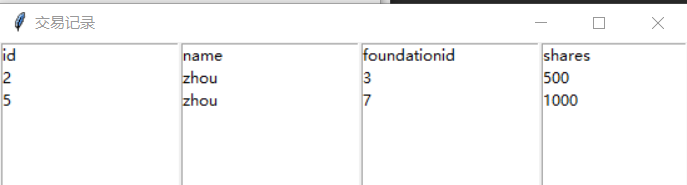 交易记录
id name foundationid shares
2 zhou 3 500
5 zhou 7 1000